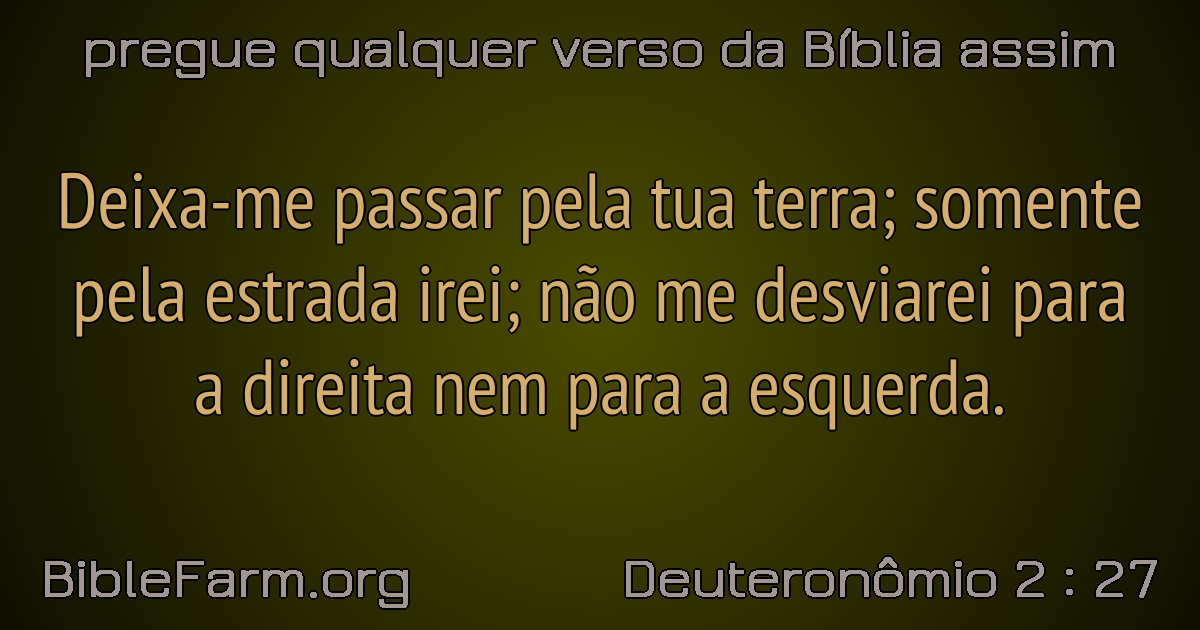 pregue qualquer verso da Bíblia assim
Deixa-me passar pela tua terra; somente
pela estrada irei; não me desviarei para
a direita nem para a esquerda.
BibleFarm.org
Deuteronômio 2 : 27